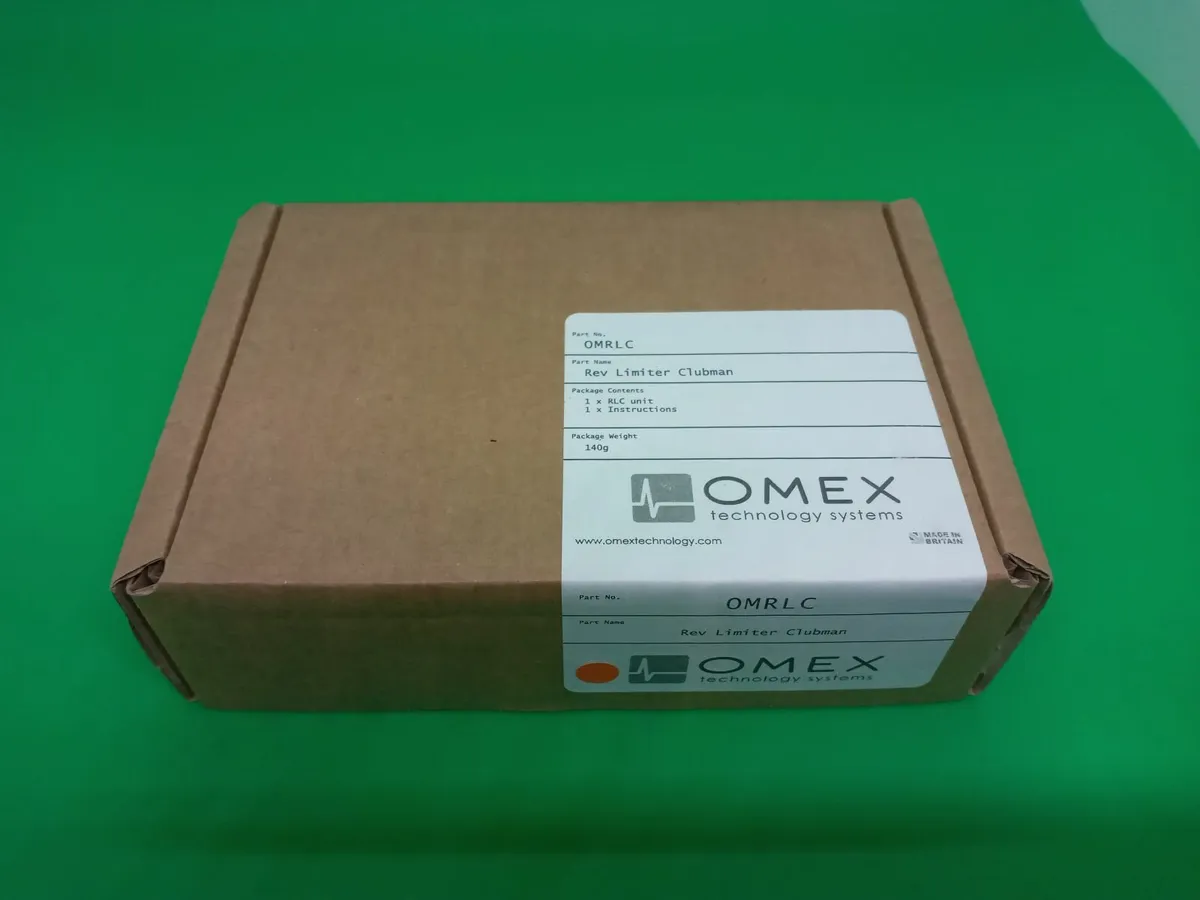 Part No.
OMRLC
Part Name
Rev Limiter Clubman
Package Contents
1 x RLC unit
1 x Instructions
Package Weight
140g
OMEX
technology systems
www.omextechnology.com
MADE IN
BRITAIN
Part No.
OMRLC
Part Name
Rev Limiter Clubman
OMEX
technology systems